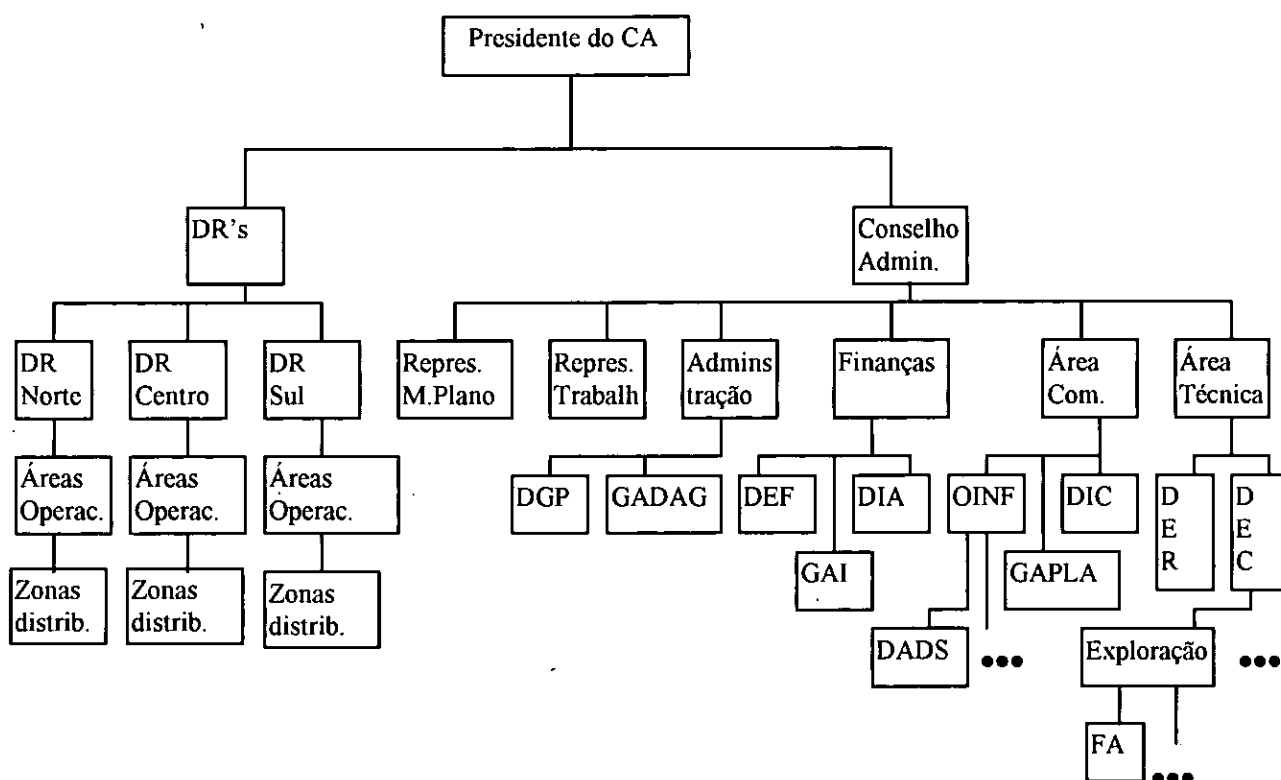 Presidente do CA
DR's
Conselho
Admin.
DR
Norte
DR
Centro
DR
Sul
Repres.
M.Plano
Repres.
Trabalh
Admins
tração
Finanças
Área
Com.
Área
Técnica
Áreas
Operac.
Áreas
Operac.
Áreas
Operac.
DGP
GADAG
DEF
DIA
OINF
DIC
D
E
R
D
E
C
GAI
GAPLA
Zonas
distrib.
Zonas
distrib.
Zonas
distrib.
DADS
•••
Exploração
•••
FA
•••